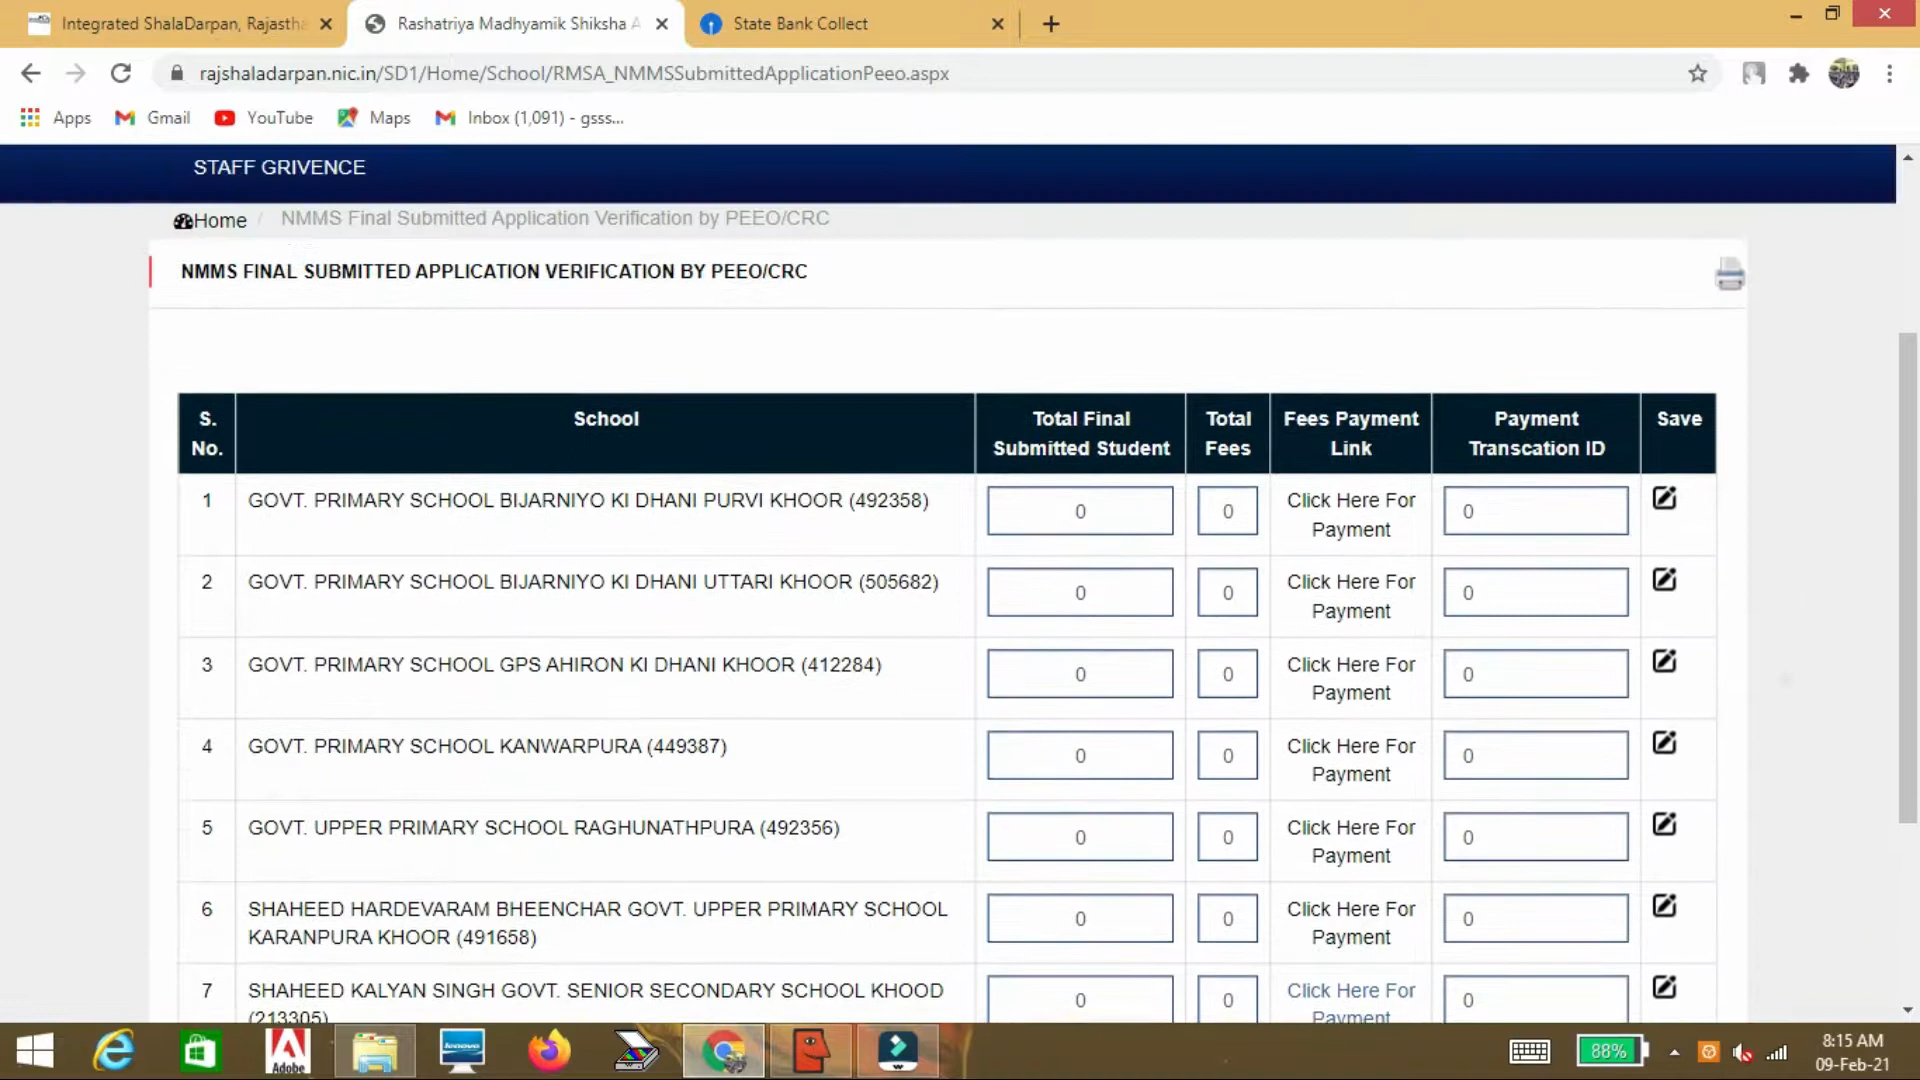 Integrated ShalaDarpan, Rajastha
Rashatriya Madhyamik Shiksha A
State Bank Collect
rajshaladarpan.nic.in/SD1/Home/School/RMSA_NMMSSubmittedApplicationPeeo.aspx
Apps Gmail YouTube Maps Inbox (1,091) - gsss...
STAFF GRIVENCE
Home / NMMS Final Submitted Application Verification by PEEO/CRC
NMMS FINAL SUBMITTED APPLICATION VERIFICATION BY PEEO/CRC
S. No. School Total Final Submitted Student Total Fees Fees Payment Link Payment Transcation ID Save
1 GOVT. PRIMARY SCHOOL BIJARNIYO KI DHANI PURVI KHOOR (492358) 0 0 Click Here For Payment 0
2 GOVT. PRIMARY SCHOOL BIJARNIYO KI DHANI UTTARI KHOOR (505682) 0 0 Click Here For Payment 0
3 GOVT. PRIMARY SCHOOL GPS AHIRON KI DHANI KHOOR (412284) 0 0 Click Here For Payment 0
4 GOVT. PRIMARY SCHOOL KANWARPURA (449387) 0 0 Click Here For Payment 0
5 GOVT. UPPER PRIMARY SCHOOL RAGHUNATHPURA (492356) 0 0 Click Here For Payment 0
6 SHAHEED HARDEVARAM BHEENCHAR GOVT. UPPER PRIMARY SCHOOL KARANPURA KHOOR (491658) 0 0 Click Here For Payment 0
7 SHAHEED KALYAN SINGH GOVT. SENIOR SECONDARY SCHOOL KHOOD (213305) 0 0 Click Here For Payment 0
Adobe
lenovo
88%
8:15 AM
09-Feb-21